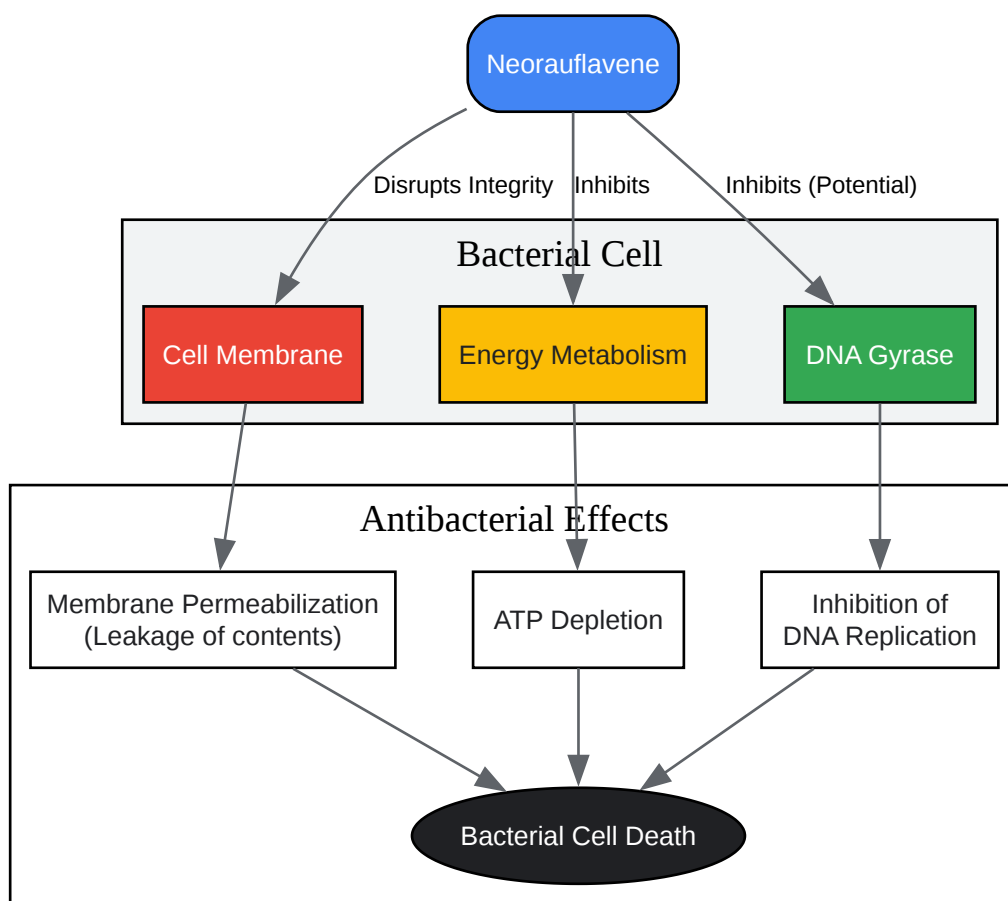 Neorauflavene
Disrupts Integrity
Inhibits
Inhibits (Potential)
Bacterial Cell
Cell Membrane
Energy Metabolism
DNA Gyrase
Antibacterial Effects
Membrane Permeabilization
(Leakage of contents)
ATP Depletion
Inhibition of
DNA Replication
Bacterial Cell Death